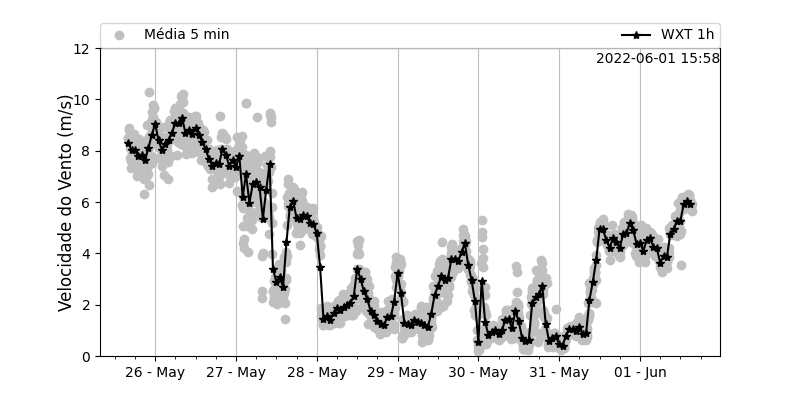 Média 5 min
WXT 1h
2022-06-01 15:58
Velocidade do Vento (m/s)
12
10
8
6
4
2
0
26 - May
27 - May
28 - May
29 - May
30 - May
31 - May
01 - Jun